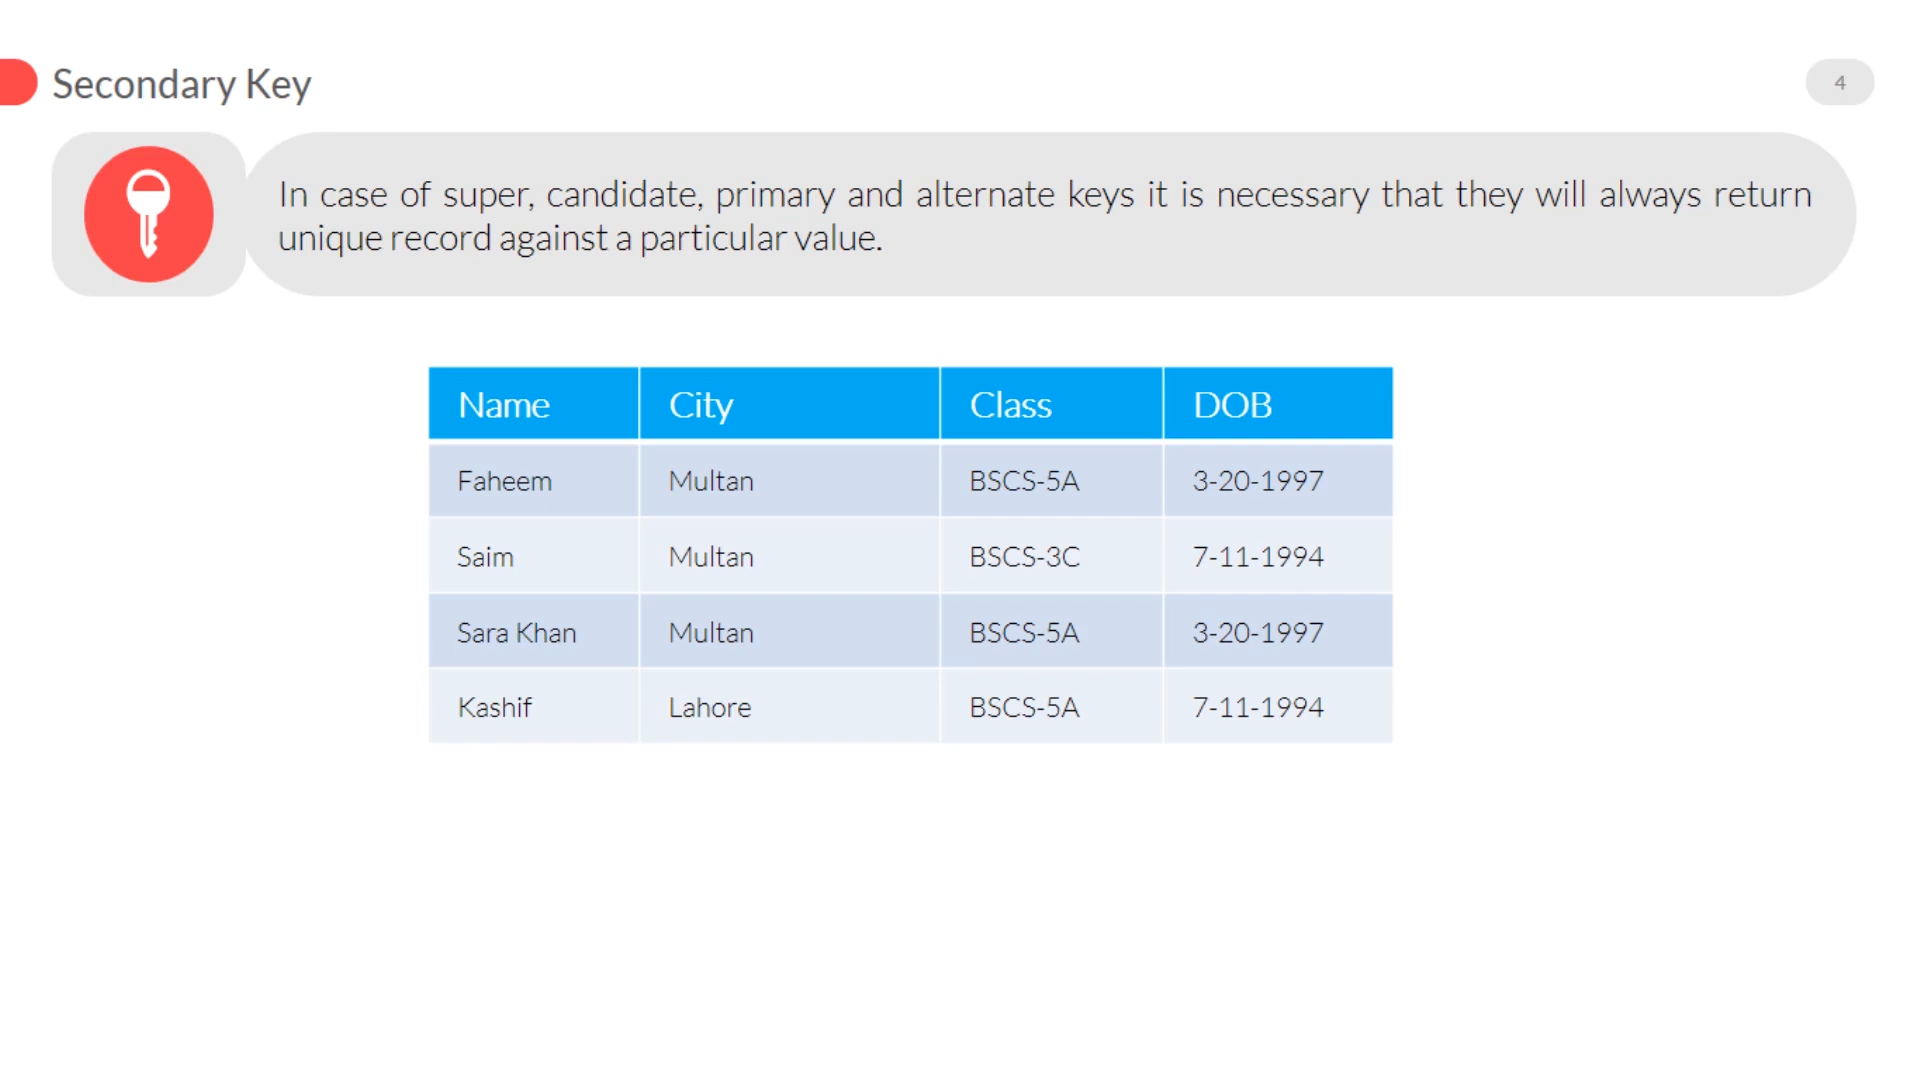 Secondary Key
4
In case of super, candidate, primary and alternate keys it is necessary that they will always return
unique record against a particular value.
Name City Class DOB
Faheem Multan BSCS-5A 3-20-1997
Saim Multan BSCS-3C 7-11-1994
Sara Khan Multan BSCS-5A 3-20-1997
Kashif Lahore BSCS-5A 7-11-1994